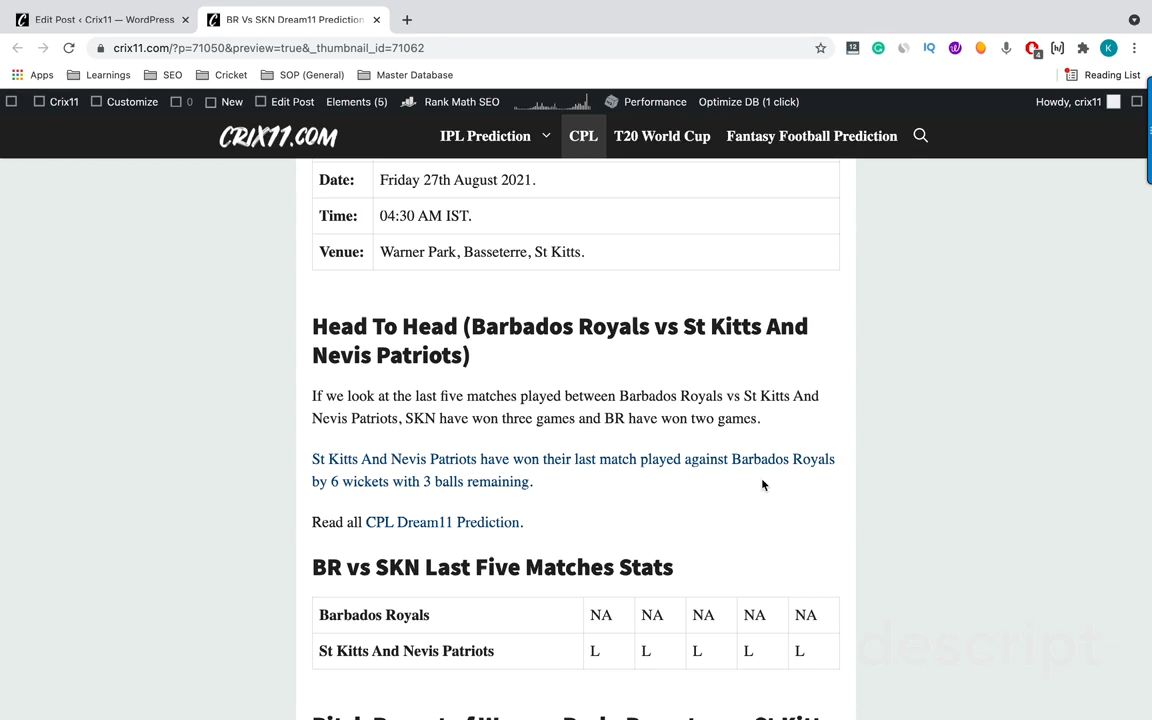 Edit Post ‹ Crix11 — WordPress
BR Vs SKN Dream11 Prediction
crix11.com/?p=71050&preview=true&_thumbnail_id=71062
12
IQ
4
K
Apps Learnings SEO Cricket SOP (General) Master Database Reading List
Crix11 Customize 0 New Edit Post Elements (5) Rank Math SEO Performance Optimize DB (1 click) Howdy, crix11
CRIX11.COM IPL Prediction CPL T20 World Cup Fantasy Football Prediction
Date: Friday 27th August 2021.
Time: 04:30 AM IST.
Venue: Warner Park, Basseterre, St Kitts.
Head To Head (Barbados Royals vs St Kitts And
Nevis Patriots)
If we look at the last five matches played between Barbados Royals vs St Kitts And
Nevis Patriots, SKN have won three games and BR have won two games.
St Kitts And Nevis Patriots have won their last match played against Barbados Royals
by 6 wickets with 3 balls remaining.
Read all CPL Dream11 Prediction.
BR vs SKN Last Five Matches Stats
Barbados Royals NA NA NA NA NA
St Kitts And Nevis Patriots L L L L L
descript